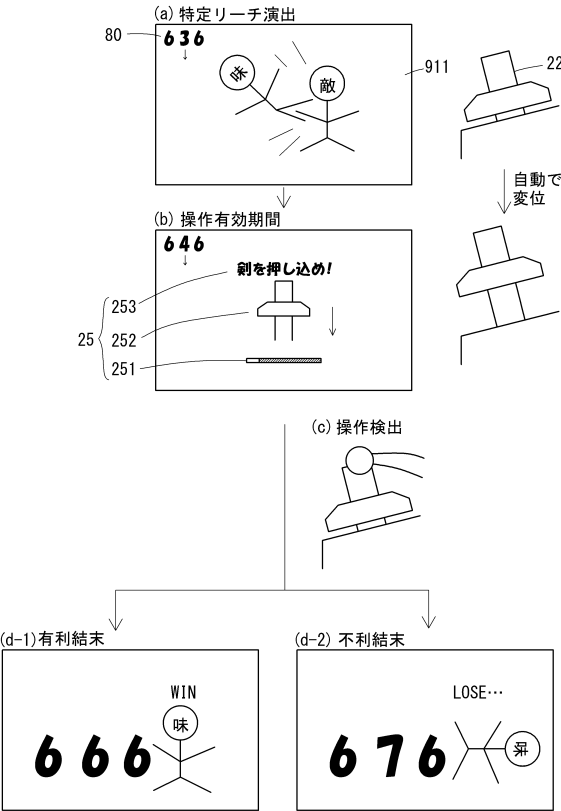 (a) 特定リーチ演出
80
636
↓
味
敵
911
22
自動で
変位
(b) 操作有効期間
646
↓
剣を押し込め!
253
252
25
251
(c) 操作検出
(d-1)有利結末
WIN
味
666
(d-2) 不利結末
LOSE…
676
味